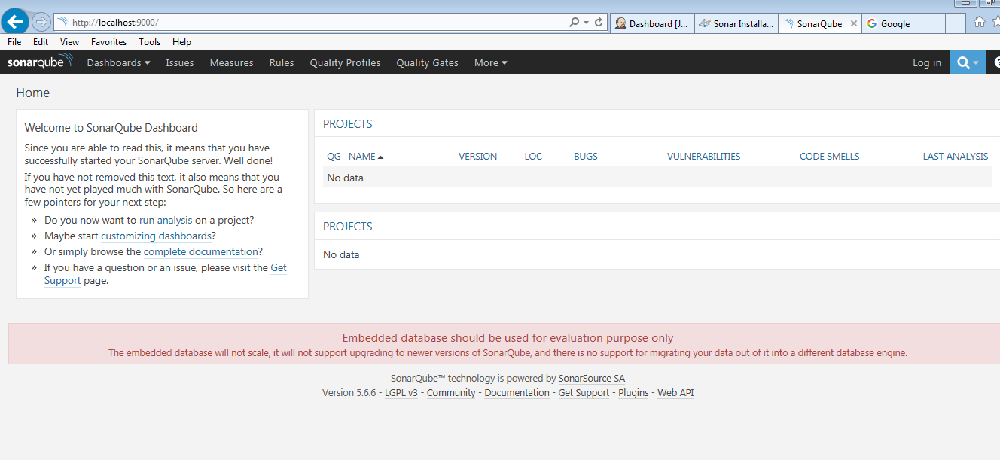 http://localhost:9000/
Dashboard [J...
Sonar Installa...
SonarQube
Google
File Edit View Favorites Tools Help
sonarqube Dashboards Issues Measures Rules Quality Profiles Quality Gates More Log in
Home
Welcome to SonarQube Dashboard
Since you are able to read this, it means that you have
successfully started your SonarQube server. Well done!
If you have not removed this text, it also means that you
have not yet played much with SonarQube. So here are a
few pointers for your next step:
» Do you now want to run analysis on a project?
» Maybe start customizing dashboards?
» Or simply browse the complete documentation?
» If you have a question or an issue, please visit the Get
Support page.
PROJECTS
QG NAME VERSION LOC BUGS VULNERABILITIES CODE SMELLS LAST ANALYSIS
No data
PROJECTS
No data
Embedded database should be used for evaluation purpose only
The embedded database will not scale, it will not support upgrading to newer versions of SonarQube, and there is no support for migrating your data out of it into a different database engine.
SonarQube™ technology is powered by SonarSource SA
Version 5.6.6 - LGPL v3 - Community - Documentation - Get Support - Plugins - Web API